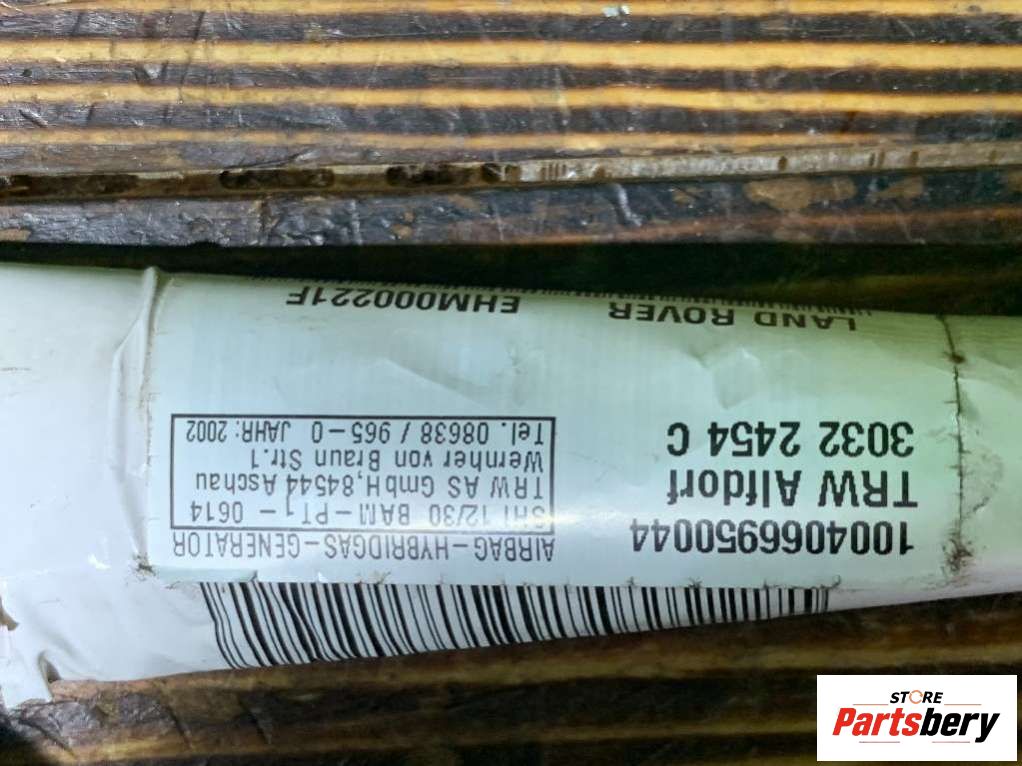 1004066950044
TRW Alfdorf
3032 2454 C
AIRBAG-HYBRIDGAS-GENERATOR
SHI 12/30 BAM-PT1- 0614
TRW AS GmbH,84544 Aschau
Wernher von Braun Str.1
Tel. 08638 / 965-0 JAHR: 2002
LAND ROVER EHM000221F
STORE
Partsbery